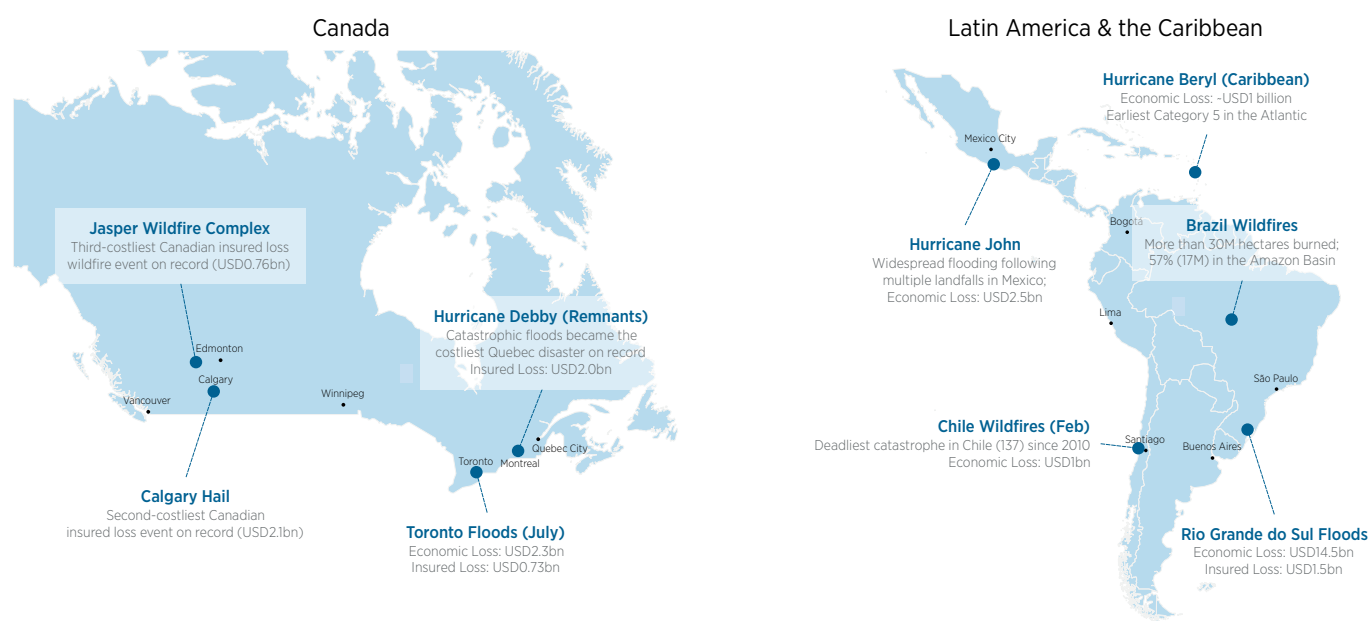 Canada
Jasper Wildfire Complex
Third-costliest Canadian insured loss
wildfire event on record (USD0.76bn)
Hurricane Debby (Remnants)
Catastrophic floods became the
costliest Quebec disaster on record
Insured Loss: USD2.0bn
Edmonton
Calgary
Vancouver
Winnipeg
Quebec City
Toronto
Montreal
Calgary Hail
Second-costliest Canadian
insured loss event on record (USD2.1bn)
Toronto Floods (July)
Economic Loss: USD2.3bn
Insured Loss: USD0.73bn
Latin America & the Caribbean
Hurricane Beryl (Caribbean)
Economic Loss: ~USD1 billion
Earliest Category 5 in the Atlantic
Mexico City
Bogotá
Brazil Wildfires
More than 30M hectares burned;
57% (17M) in the Amazon Basin
Hurricane John
Widespread flooding following
multiple landfalls in Mexico;
Economic Loss: USD2.5bn
Lima
São Paulo
Chile Wildfires (Feb)
Deadliest catastrophe in Chile (137) since 2010
Economic Loss: USD1bn
Santiago
Buenos Aires
Rio Grande do Sul Floods
Economic Loss: USD14.5bn
Insured Loss: USD1.5bn